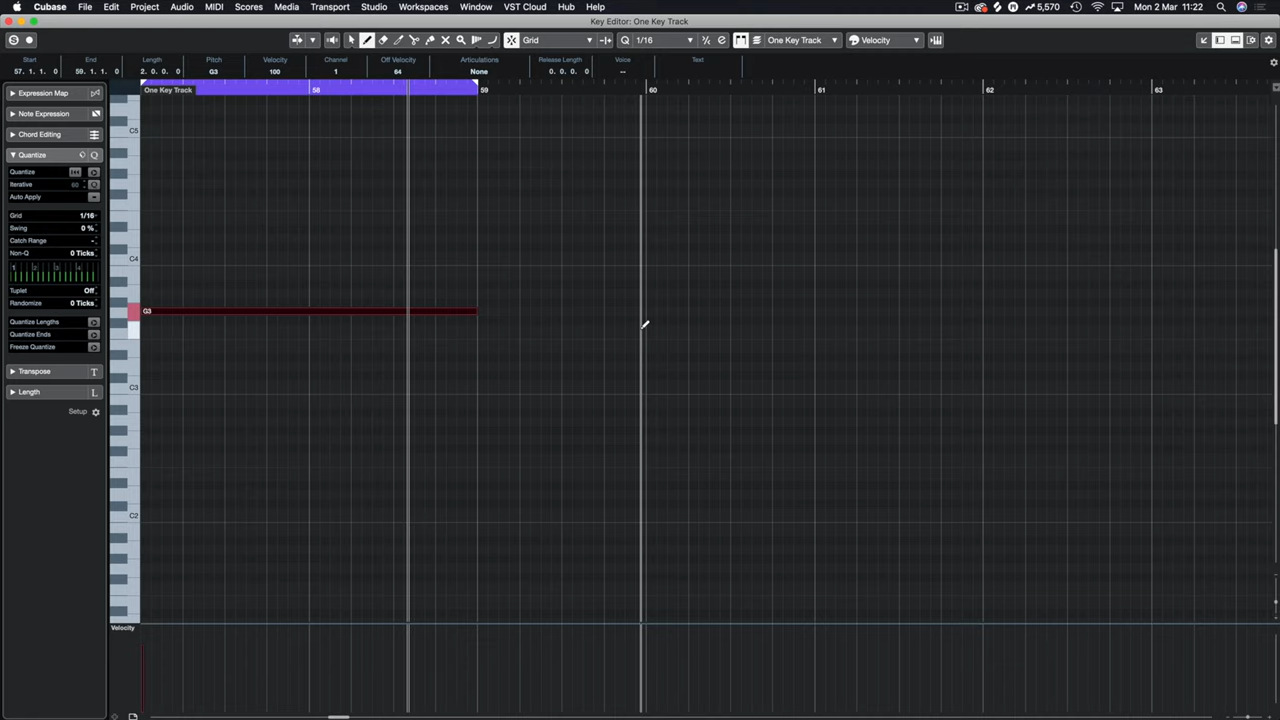 Cubase File Edit Project Audio MIDI Scores Media Transport Studio Workspaces Window VST Cloud Hub Help 5,570 Mon 2 Mar 11:22
Key Editor: One Key Track
S Grid Q 1/16 One Key Track Velocity
Start End Length Pitch Velocity Channel Off Velocity Articulations Release Length Voice Text
57. 1. 1. 0 59. 1. 1. 0 2. 0. 0. 0 G3 100 1 64 None 0. 0. 0. 0 --
One Key Track 58 59 60 61 62 63
Expression Map
Note Expression
Chord Editing
Quantize Q
Quantize
Iterative 60 Q
Auto Apply
Grid 1/16
Swing 0 %
Catch Range -
Non-Q 0 Ticks
1 2 3 4
Tuplet Off
Randomize 0 Ticks
Quantize Lengths
Quantize Ends
Freeze Quantize
Transpose T
Length L
Setup
C5
C4
G3
C3
C2
Velocity